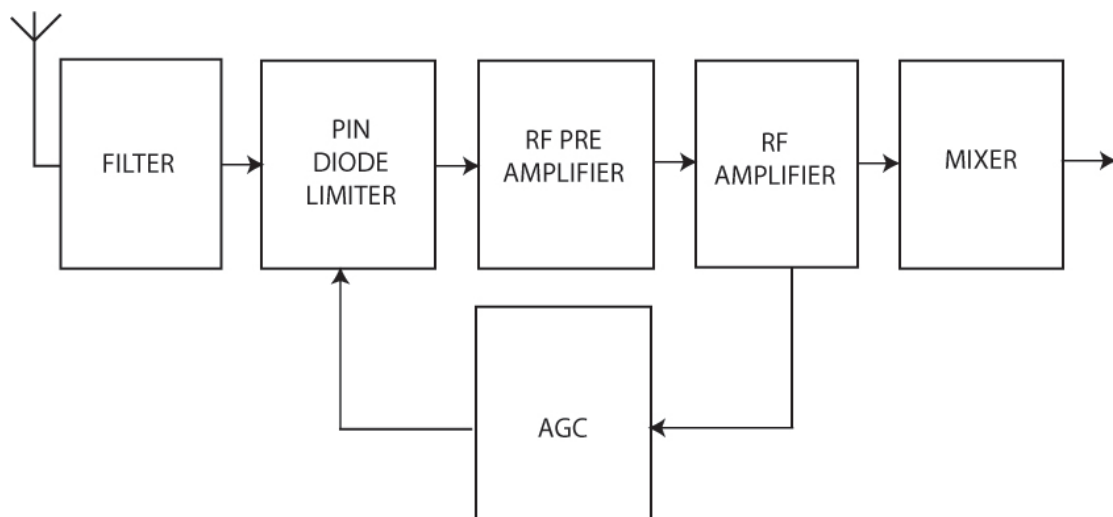 FILTER
PIN
DIODE
LIMITER
RF PRE
AMPLIFIER
RF
AMPLIFIER
MIXER
AGC